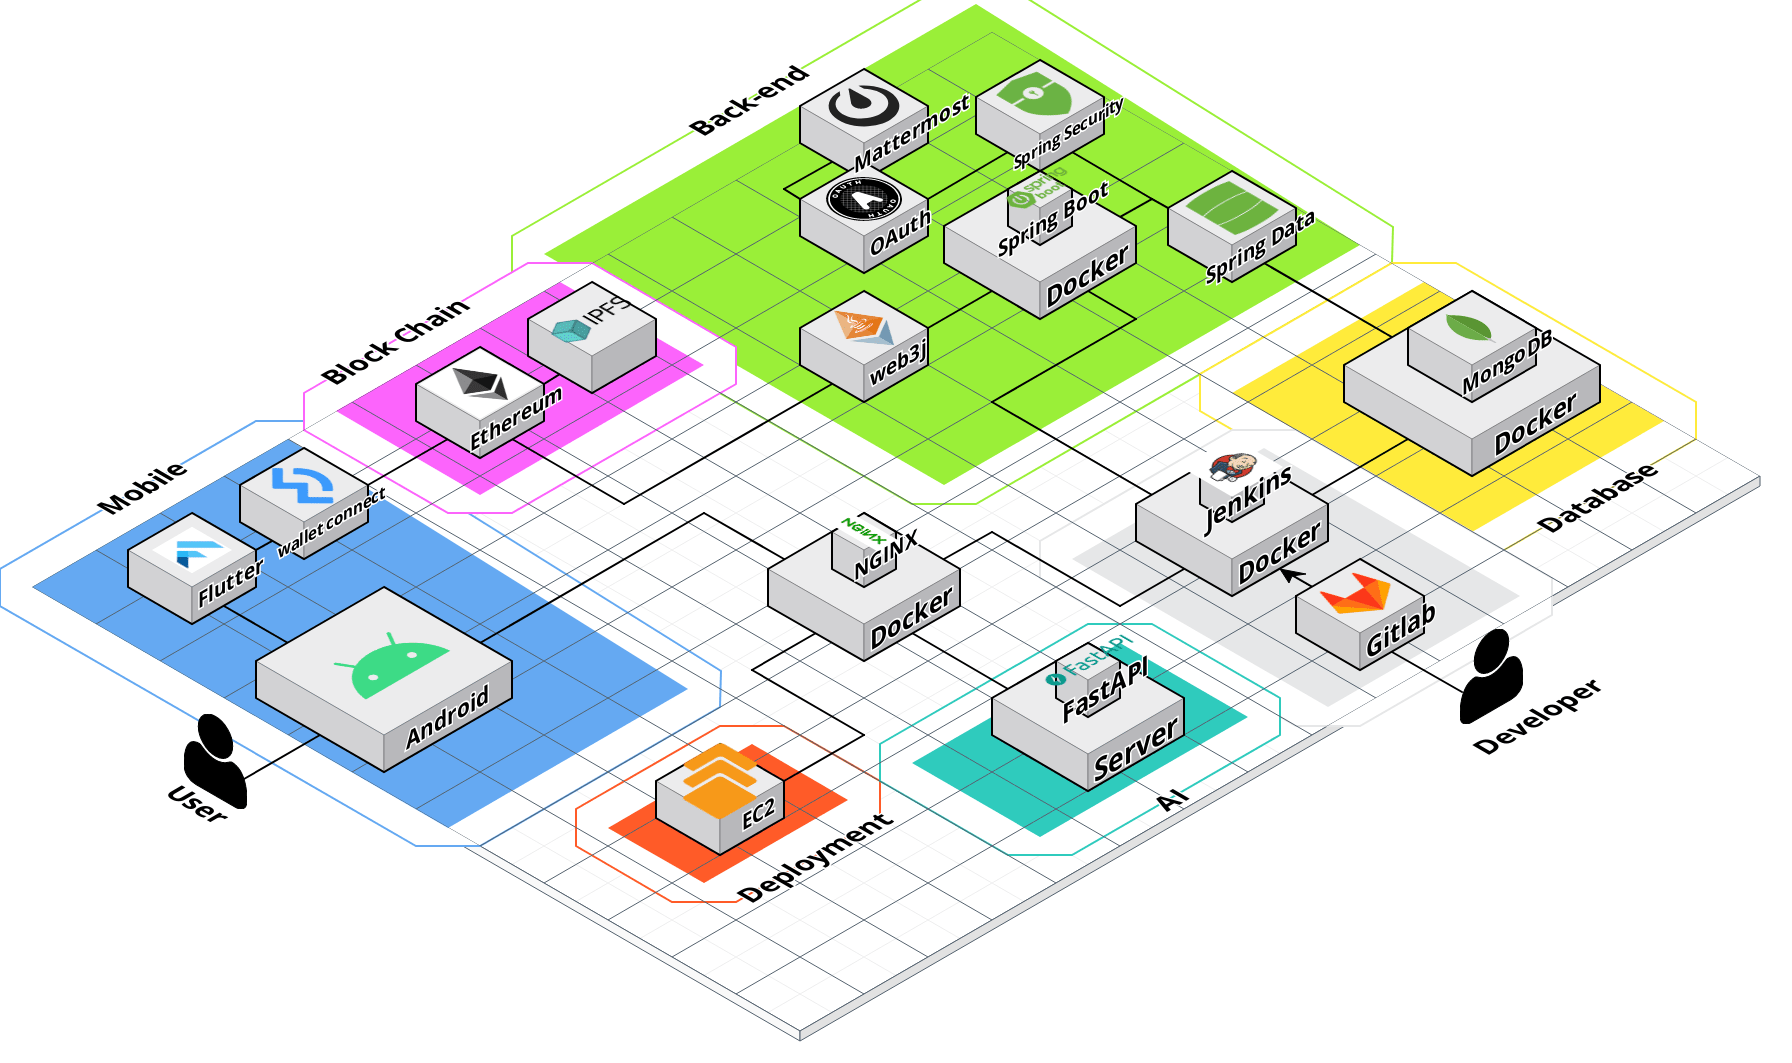 Back-end
Mattermost
Spring Security
OAUTH
OAUTH
A
OAuth
spring
boot
Spring Boot
Docker
Spring Data
web3j
Block Chain
IPFS
Ethereum
MongoDB
Docker
Database
Mobile
wallet connect
Flutter
Android
User
NGINX
NGINX
Docker
Jenkins
Docker
Gitlab
Developer
FastAPI
FastAPI
Server
AI
EC2
Deployment